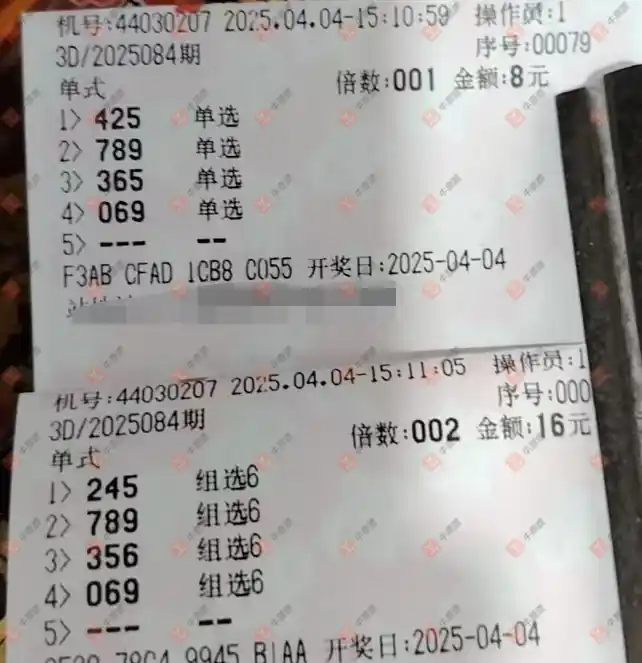 机号:44030207 2025.04.04-15:10:59 操作员:1
3D/2025084期 序号:00079
单式 倍数:001 金额:8元
1> 425 单选
2> 789 单选
3> 365 单选
4> 069 单选
5> --- --
F3AB CFAD 1CB8 C055 开奖日:2025-04-04
机号:44030207 2025.04.04-15:11:05 操作员:1
3D/2025084期 序号:000
单式 倍数:002 金额:16元
1> 245 组选6
2> 789 组选6
3> 356 组选6
4> 069 组选6
5> --- --
9945 B1AA 开奖日:2025-04-04